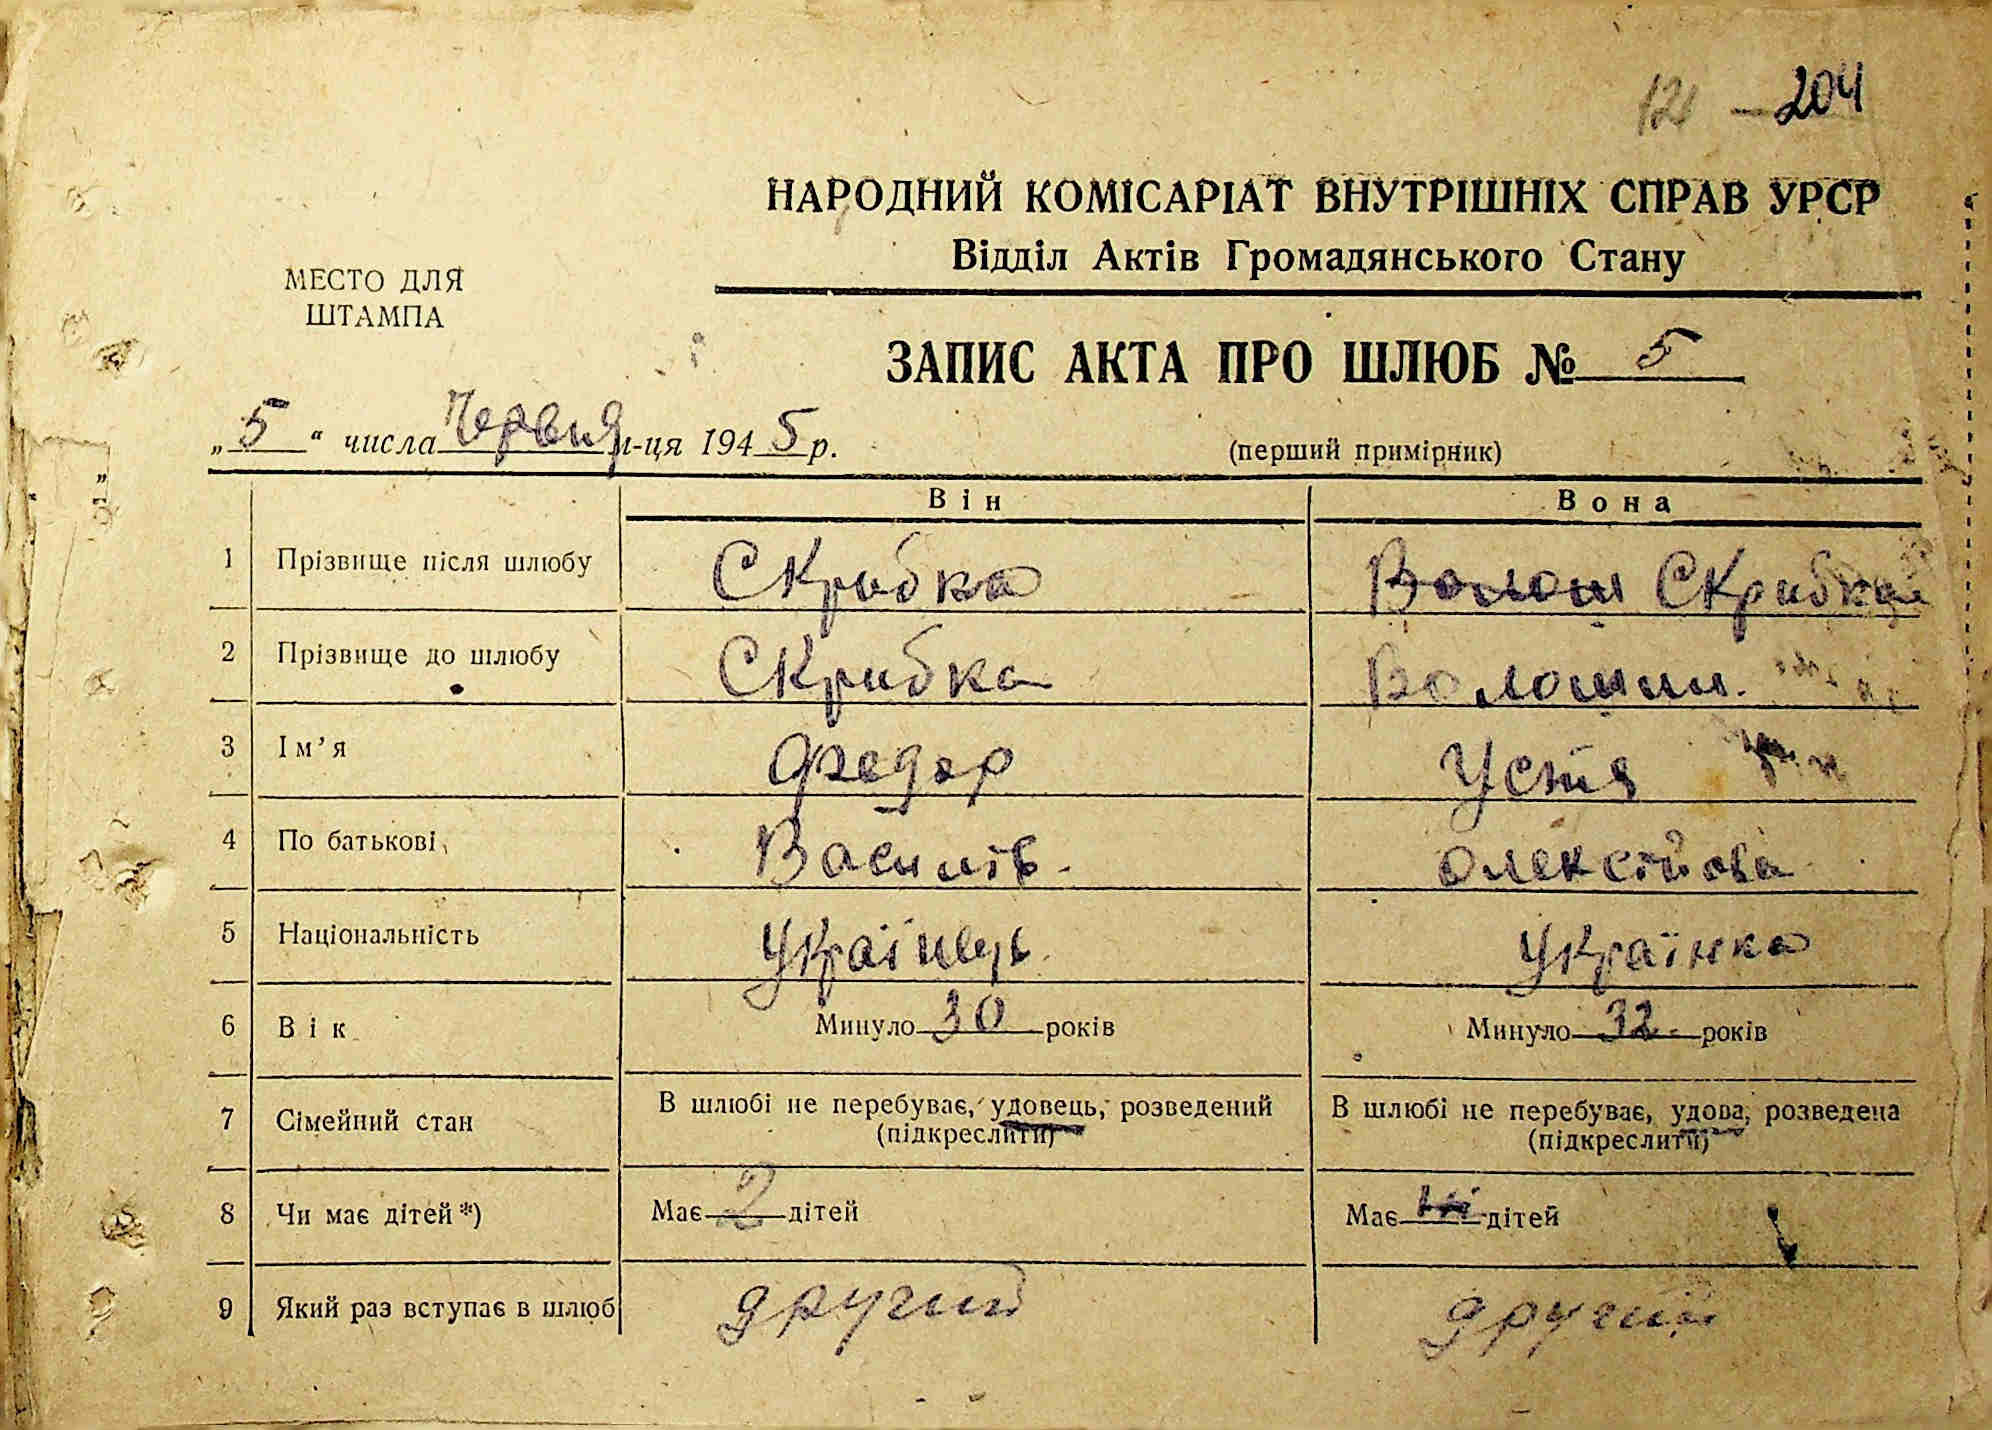 204
НАРОДНИЙ КОМІСАРІАТ ВНУТРІШНІХ СПРАВ УРСР
Відділ Актів Громадянського Стану
МЕСТО ДЛЯ
ШТАМПА
ЗАПИС АКТА ПРО ШЛЮБ № 5
„5“ числа Червня м-ця 1945 р.
(перший примірник)
Він Вона
1 Прізвище після шлюбу Скрибка Волош Скрибка
2 Прізвище до шлюбу Скрибка Волошин.
3 Ім’я Федор Устя
4 По батькові Василів. Олексійова
5 Національність Українець Українка
6 Вік Минуло 30 років Минуло 32 років
7 Сімейний стан В шлюбі не перебуває, удовець, розведений В шлюбі не перебуває, удова, розведена
(підкреслити) (підкреслити)
8 Чи має дітей *) Має 2 дітей Має ні дітей
9 Який раз вступає в шлюб другий другий